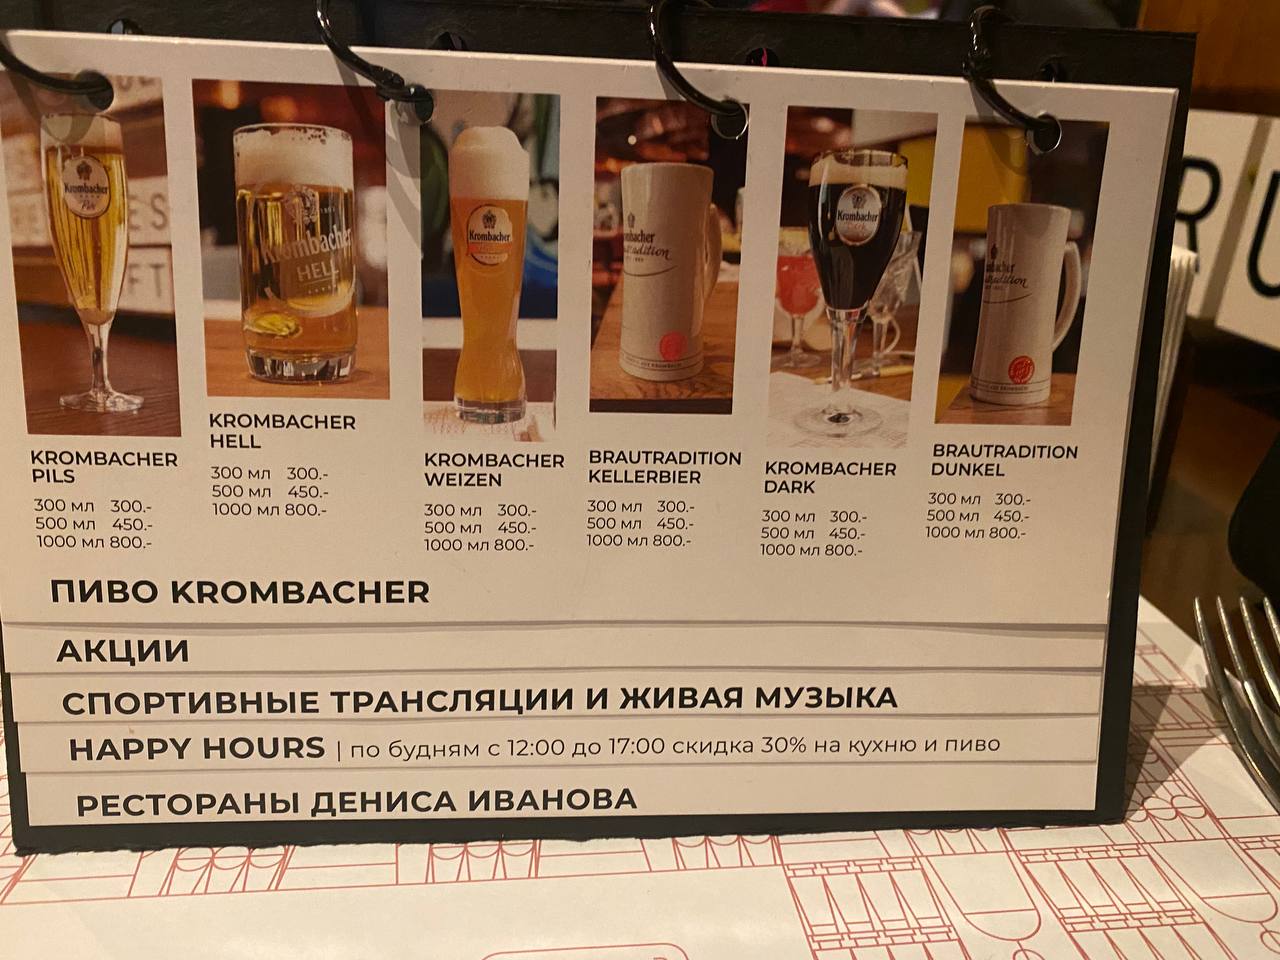 Krombacher
Pils
Krombacher
HELL
Krombacher
Krombacher
KROMBACHER
PILS
300 мл 300.-
500 мл 450.-
1000 мл 800.-
KROMBACHER
HELL
300 мл 300.-
500 мл 450.-
1000 мл 800.-
KROMBACHER
WEIZEN
300 мл 300.-
500 мл 450.-
1000 мл 800.-
BRAUTRADITION
KELLERBIER
300 мл 300.-
500 мл 450.-
1000 мл 800.-
KROMBACHER
DARK
300 мл 300.-
500 мл 450.-
1000 мл 800.-
BRAUTRADITION
DUNKEL
300 мл 300.-
500 мл 450.-
1000 мл 800.-
ПИВО KROMBACHER
АКЦИИ
СПОРТИВНЫЕ ТРАНСЛЯЦИИ И ЖИВАЯ МУЗЫКА
HAPPY HOURS | по будням с 12:00 до 17:00 скидка 30% на кухню и пиво
РЕСТОРАНЫ ДЕНИСА ИВАНОВА